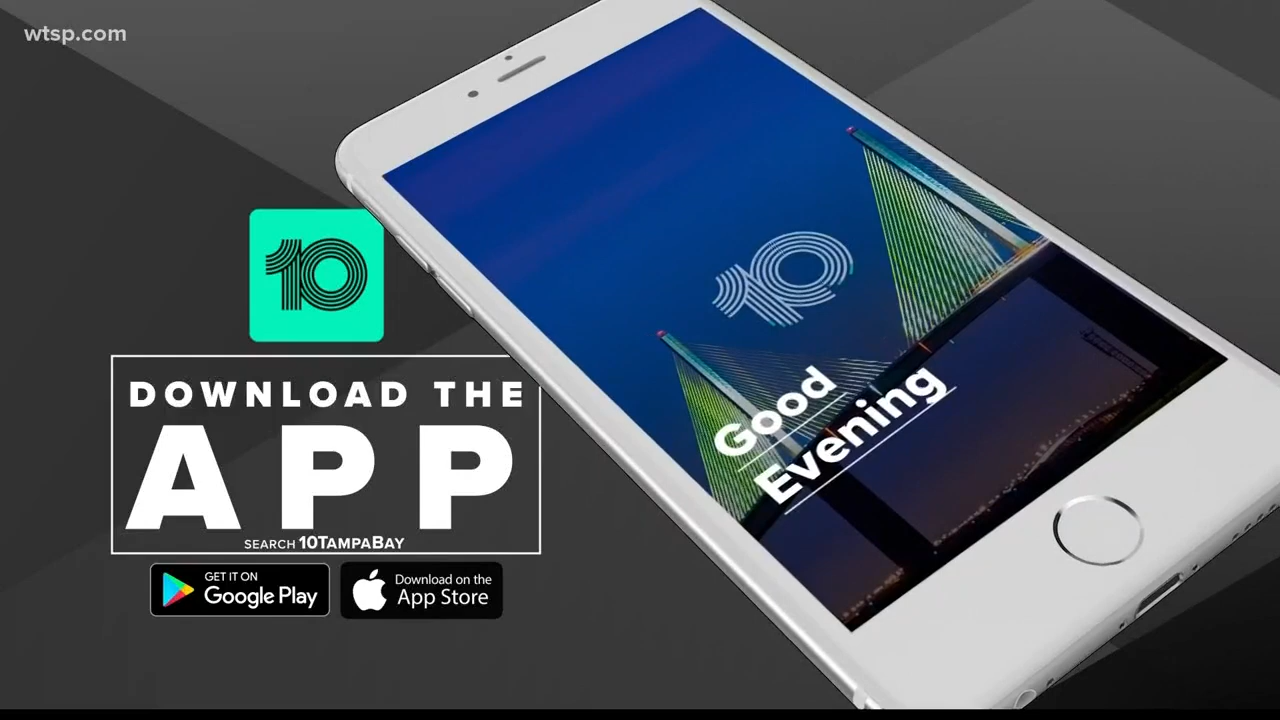 wtsp.com
10
DOWNLOAD THE
APP
SEARCH 10TAMPABAY
GET IT ON
Google Play
Download on the
App Store
10
Good
Evening